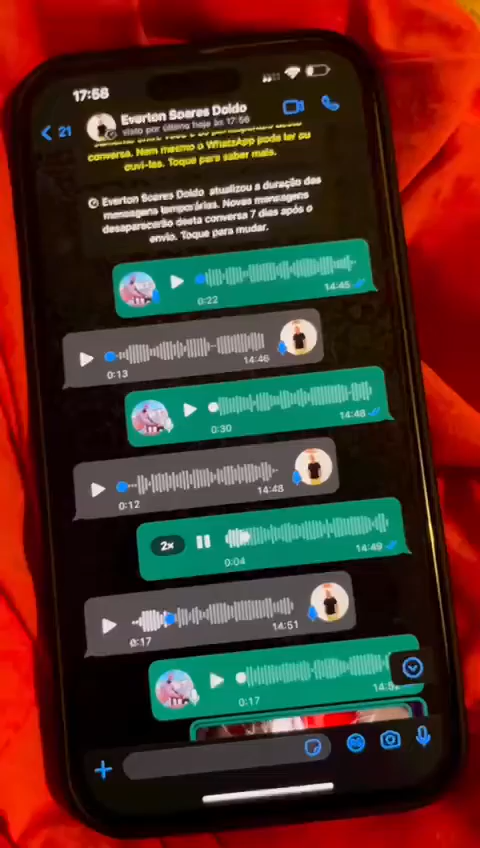 17:58
21
Everton Soares Doido
visto por último hoje às 17:56
conversa. Nem mesmo o WhatsApp pode ler ou
ouvi-las. Toque para saber mais.
Everton Soares Doido atualizou a duração das
mensagens temporárias. Novas mensagens
desaparecerão desta conversa 7 dias após o
envio. Toque para mudar.
0:22
14:45
0:13
14:46
0:30
14:48
0:12
14:48
2x
0:04
14:49
0:17
14:51
0:17